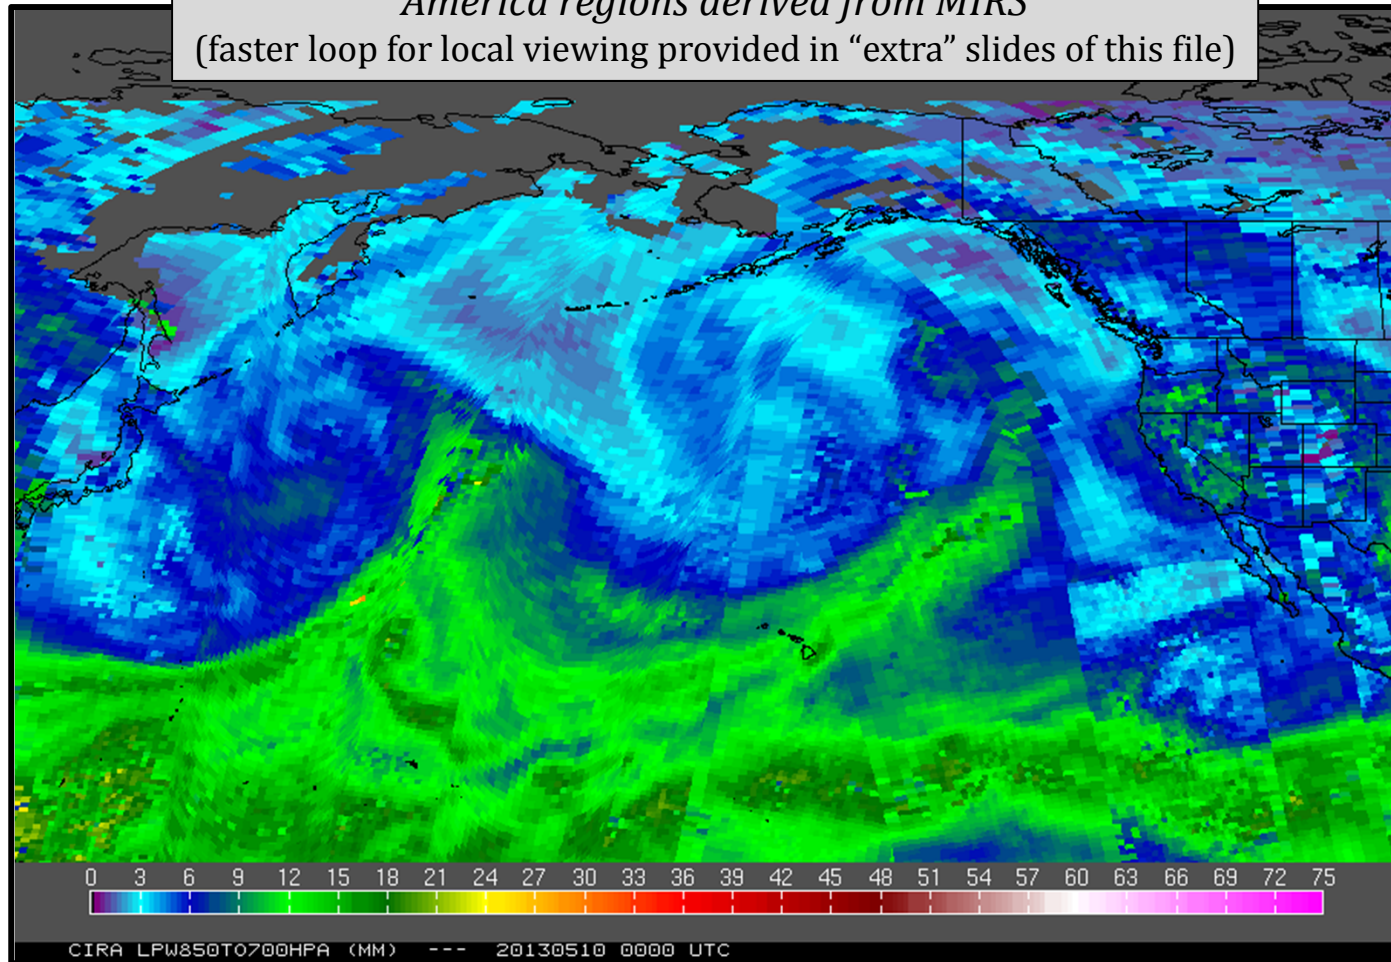 America regions derived from MIRS
(faster loop for local viewing provided in “extra” slides of this file)
0 3 6 9 12 15 18 21 24 27 30 33 36 39 42 45 48 51 54 57 60 63 66 69 72 75
CIRA LPW850TO700HPA (MM) --- 20130510 0000 UTC